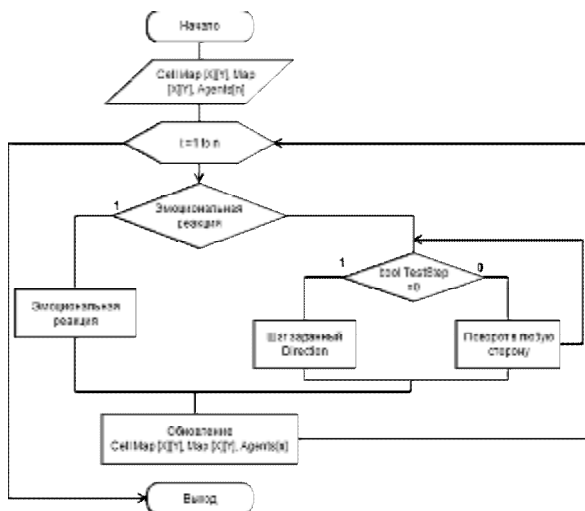 Начало
Cell Map [X][Y], Map
[X][Y], Agents[n]
i =1 to n
Эмоциональная
реакция
1
bool TestStep
=0
1
0
Эмоциональная
реакция
Шаг заданный
Direction
Поворот в любую
сторону
Обновление
Cell Map [X][Y], Map [X][Y], Agents[n]
Выход